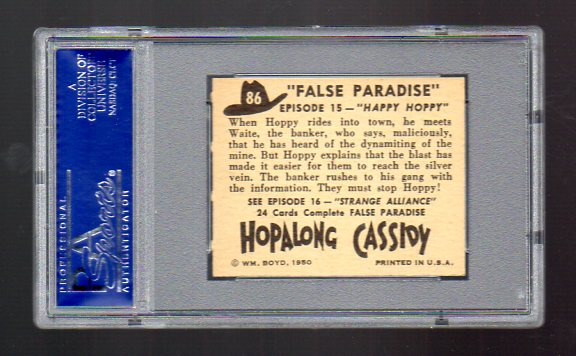 A
DIVISION OF
COLLECTORS
UNIVERSE
NASDAQ: CLCT
PSA
Sports
PROFESSIONAL
AUTHENTICATOR
86
"FALSE PARADISE"
EPISODE 15 — "HAPPY HOPPY"
When Hoppy rides into town, he meets
Waite, the banker, who says, maliciously,
that he has heard of the dynamiting of the
mine. But Hoppy explains that the blast has
made it easier for them to reach the silver
vein. The banker rushes to his gang with
the information. They must stop Hoppy!
SEE EPISODE 16 — "STRANGE ALLIANCE"
24 Cards Complete FALSE PARADISE
HOPALONG CASSIDY
© WM. BOYD, 1950
PRINTED IN U.S.A.